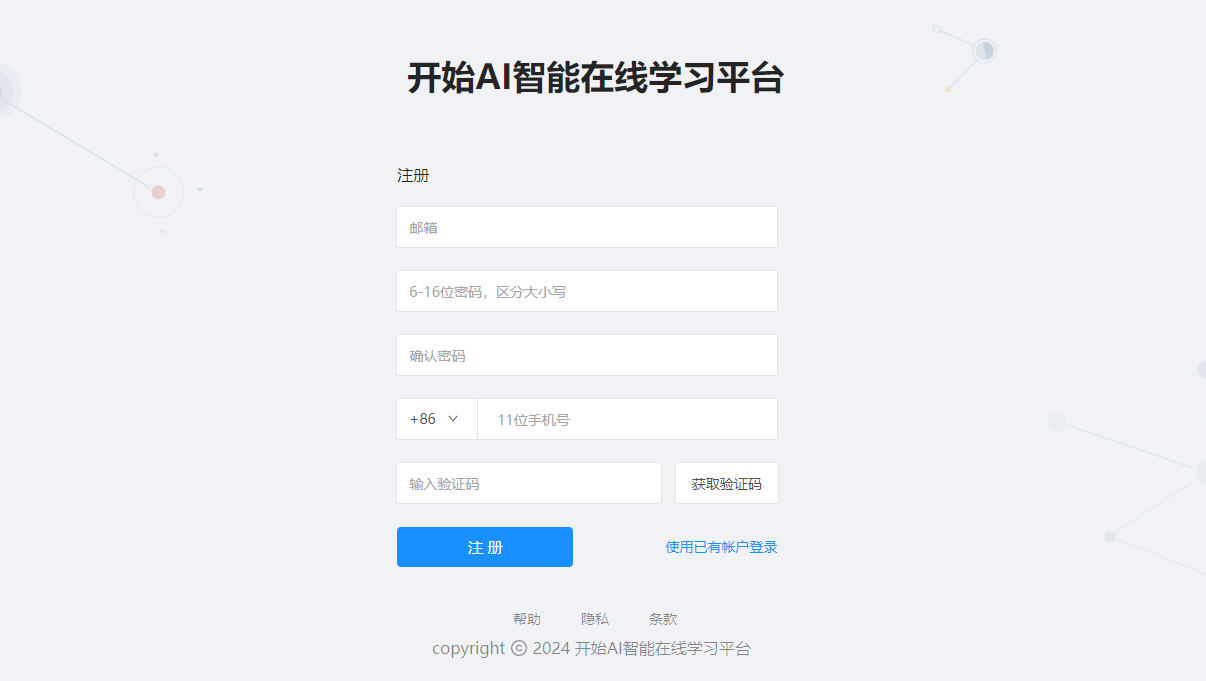 开始AI智能在线学习平台
注册
邮箱
6-16位密码，区分大小写
确认密码
+86 11位手机号
输入验证码 获取验证码
注 册 使用已有帐户登录
帮助 隐私 条款
copyright © 2024 开始AI智能在线学习平台